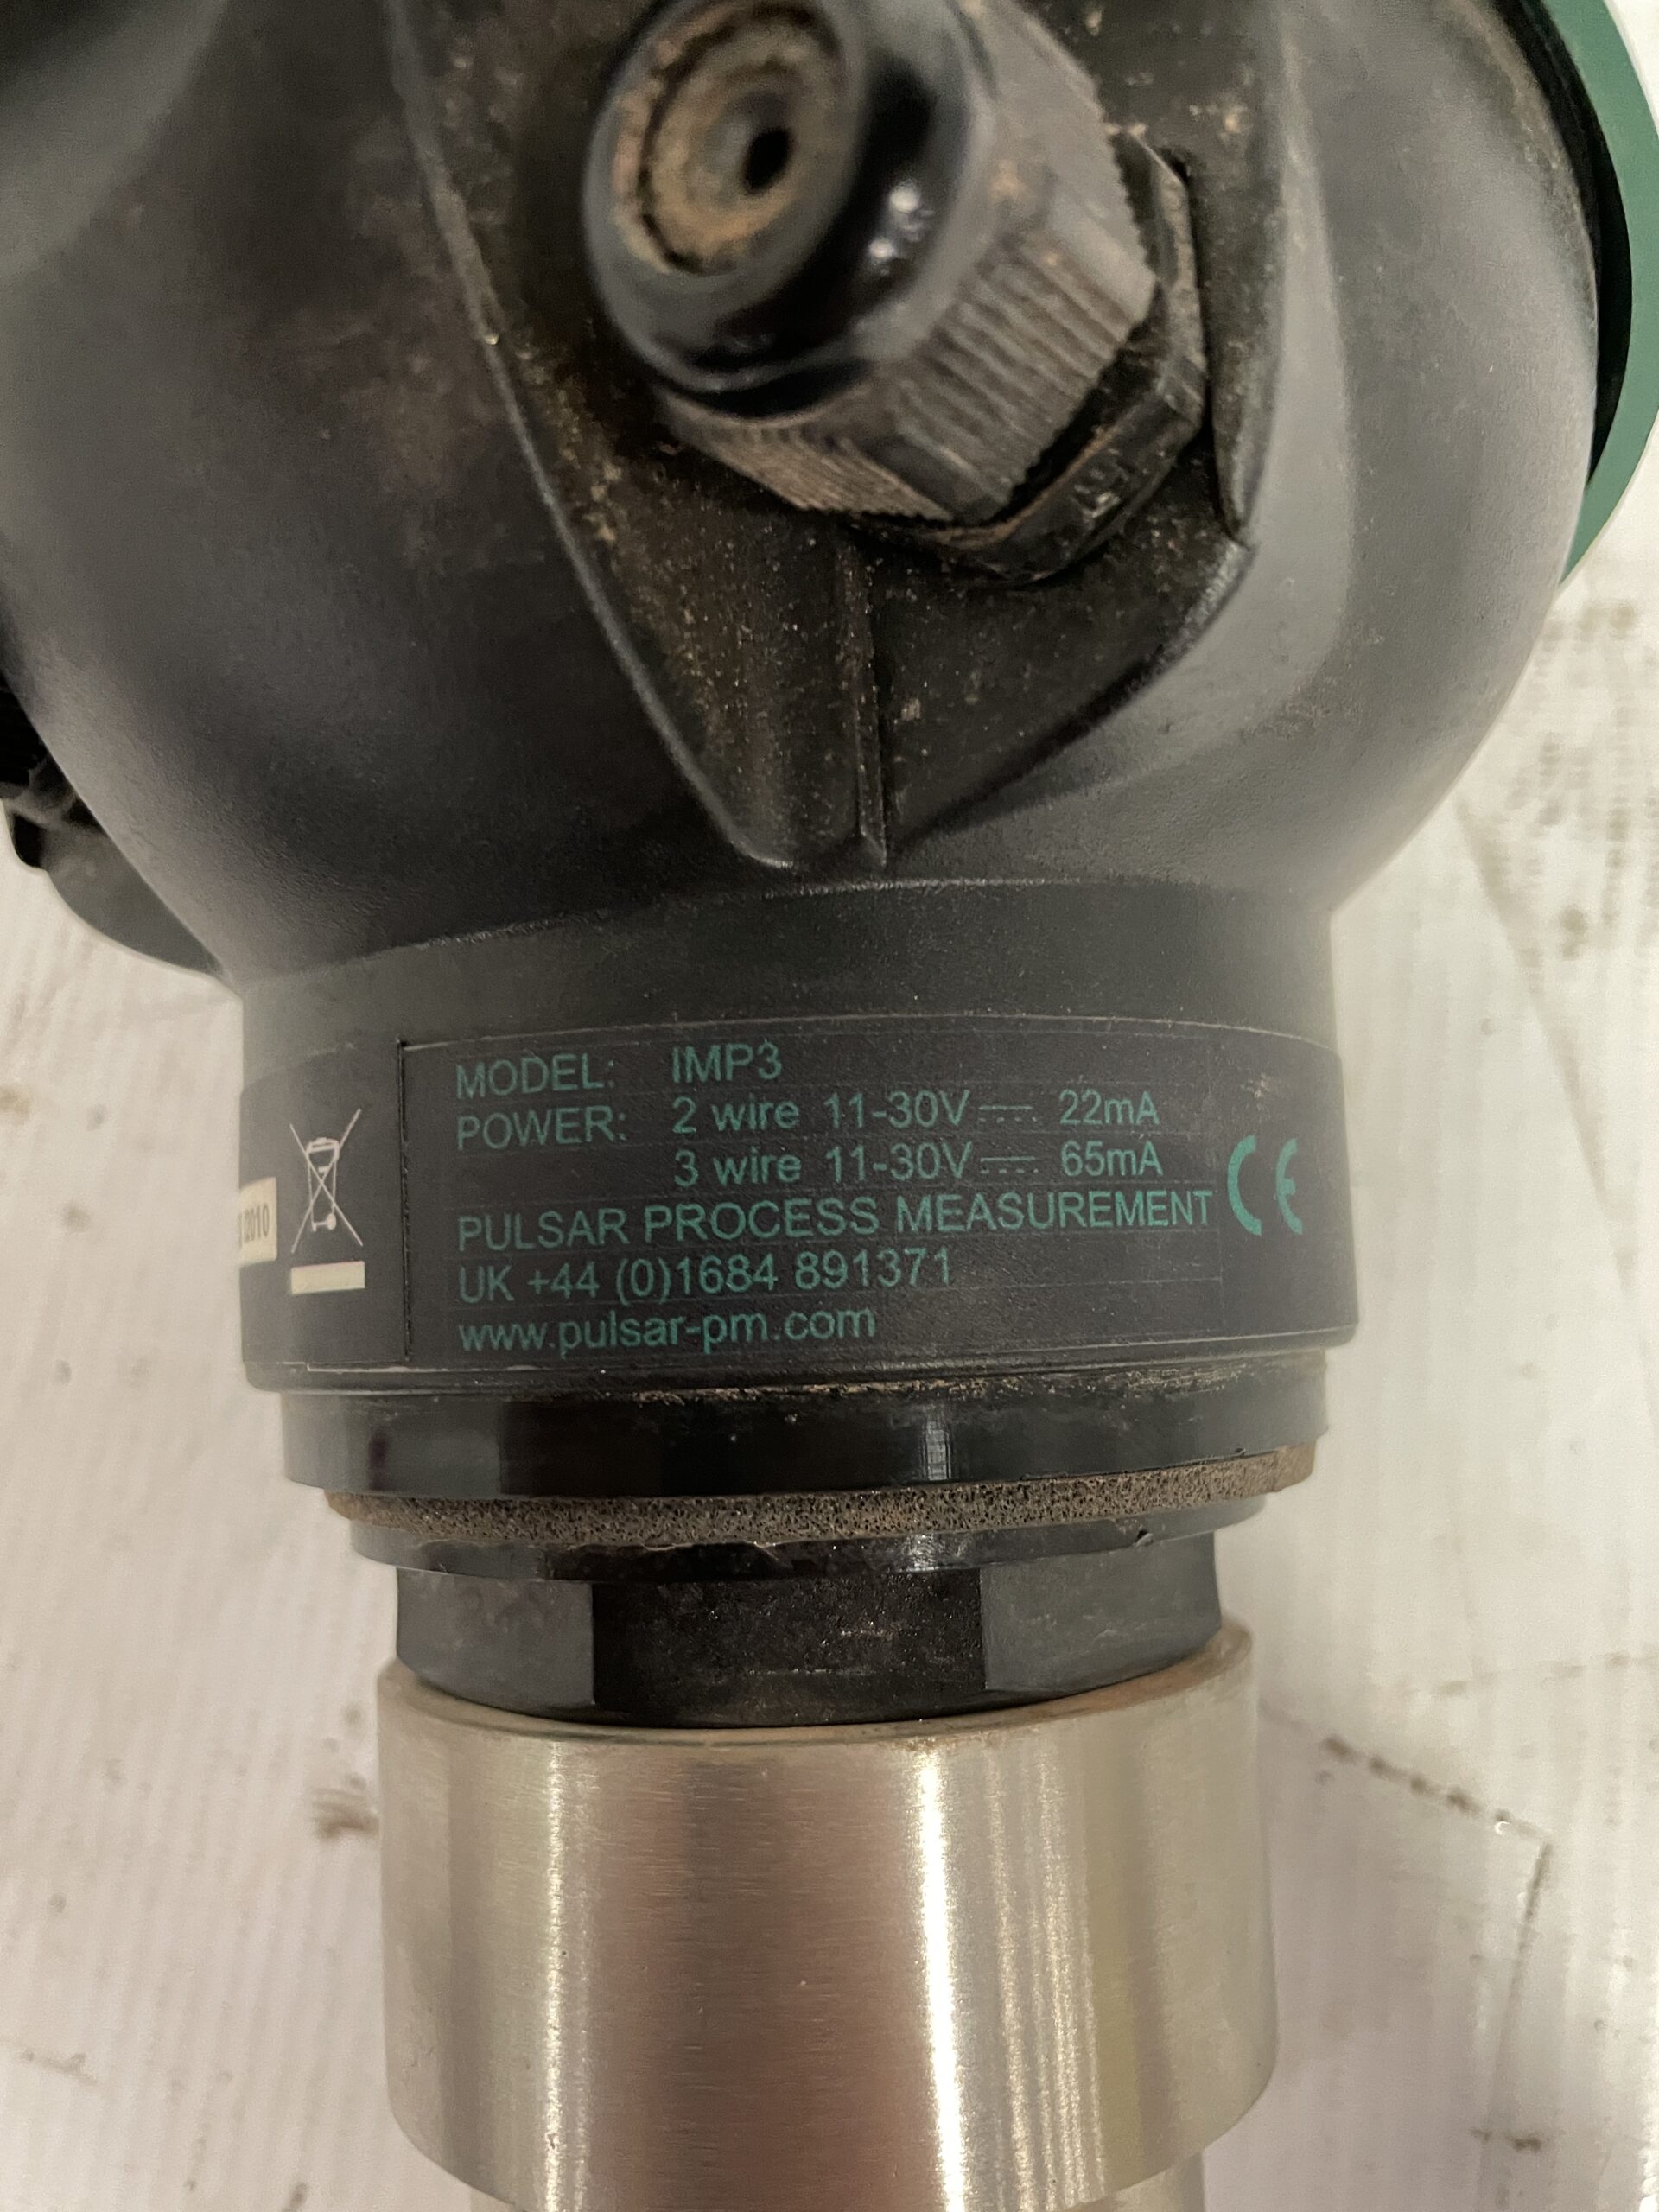 MODEL: IMP3
POWER: 2 wire 11-30V 22mA
3 wire 11-30V 65mA
PULSAR PROCESS MEASUREMENT
UK +44 (0)1684 891371
www.pulsar-pm.com
CE
2010